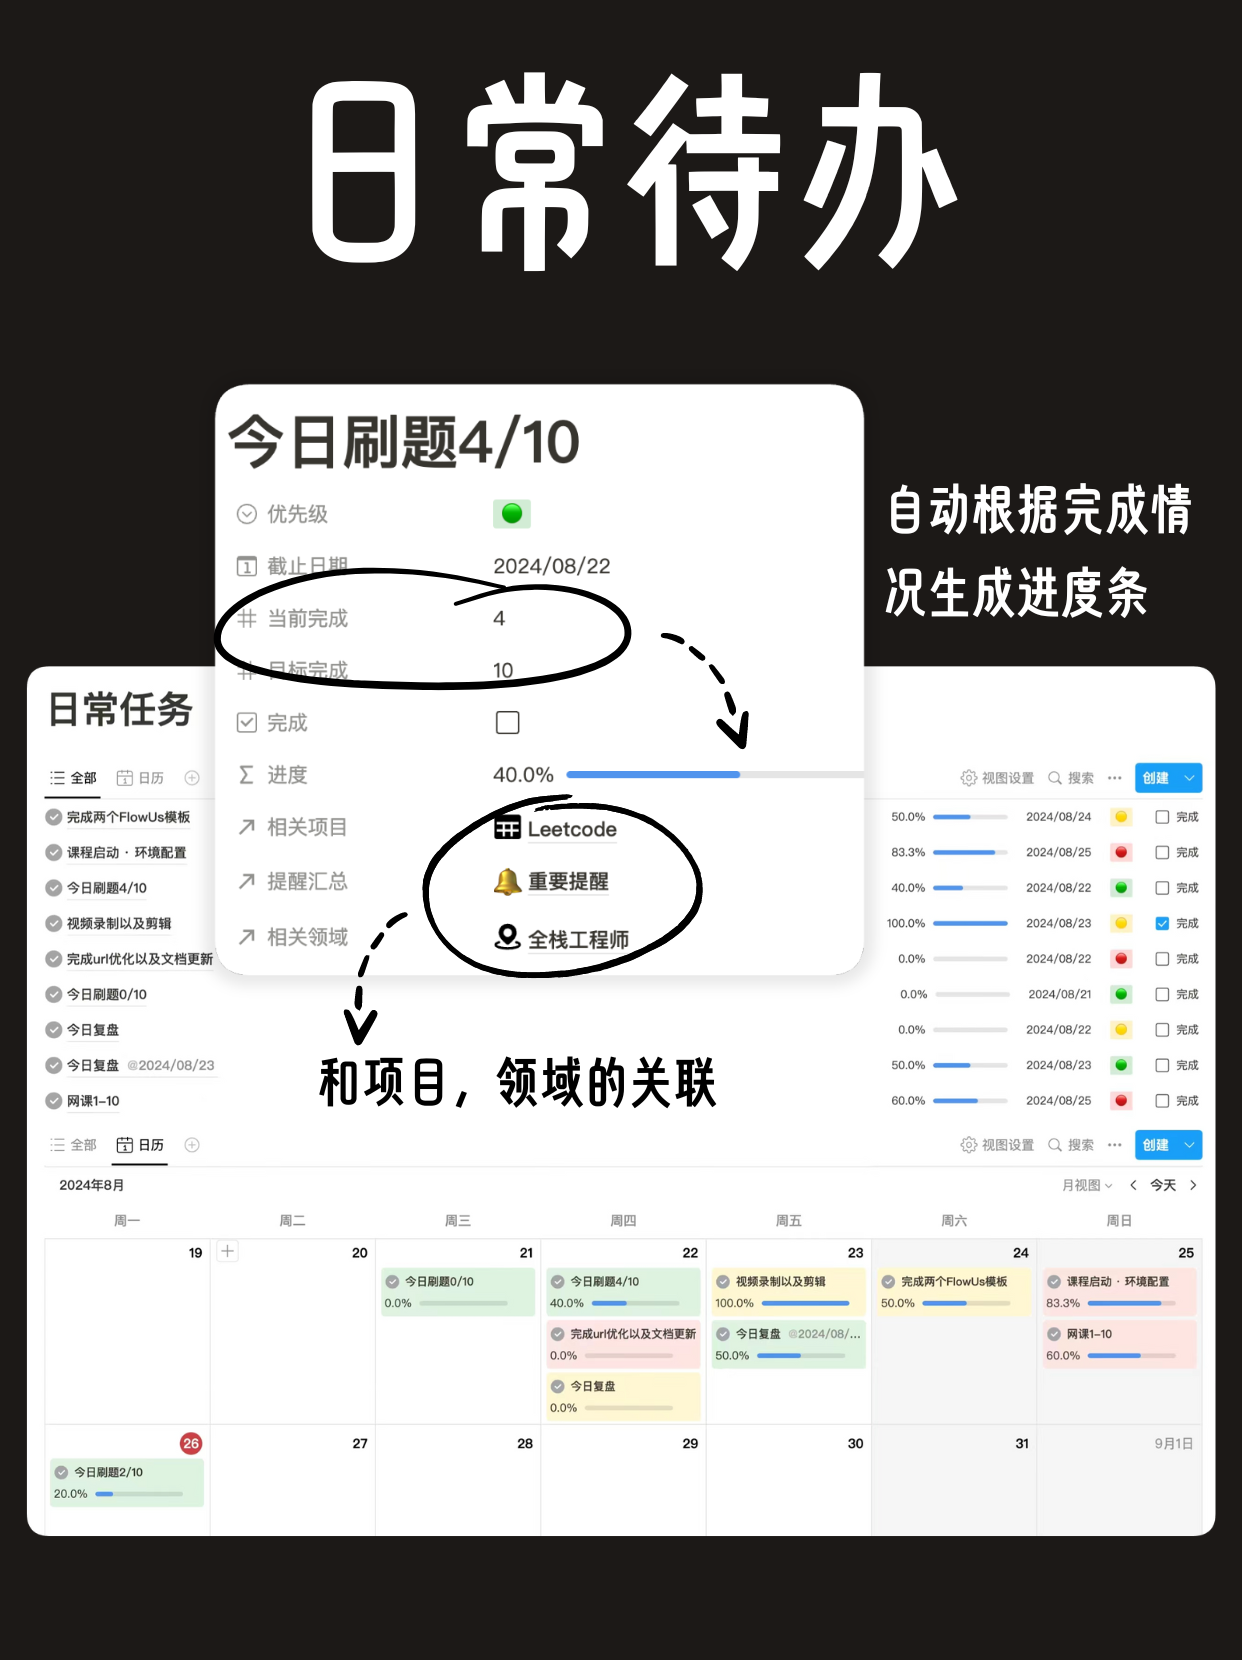 日常待办
今日刷题4/10
优先级
截止日期 2024/08/22
当前完成 4
目标完成 10
完成
进度 40.0%
相关项目 Leetcode
提醒汇总 重要提醒
相关领域 全栈工程师
自动根据完成情
况生成进度条
和项目，领域的关联
日常任务
全部 日历 视图设置 搜索 ··· 创建
完成两个FlowUs模板 50.0% 2024/08/24 完成
课程启动 · 环境配置 83.3% 2024/08/25 完成
今日刷题4/10 40.0% 2024/08/22 完成
视频录制以及剪辑 100.0% 2024/08/23 完成
完成url优化以及文档更新 0.0% 2024/08/22 完成
今日刷题0/10 0.0% 2024/08/21 完成
今日复盘 0.0% 2024/08/22 完成
今日复盘 @2024/08/23 50.0% 2024/08/23 完成
网课1-10 60.0% 2024/08/25 完成
全部 日历 视图设置 搜索 ··· 创建
2024年8月 月视图 今天
周一 周二 周三 周四 周五 周六 周日
19 20 21 22 23 24 25
今日刷题0/10
0.0%
今日刷题4/10
40.0%
完成url优化以及文档更新
0.0%
今日复盘
0.0%
视频录制以及剪辑
100.0%
今日复盘 @2024/08/...
50.0%
完成两个FlowUs模板
50.0%
课程启动 · 环境配置
83.3%
网课1-10
60.0%
26 27 28 29 30 31 9月1日
今日刷题2/10
20.0%